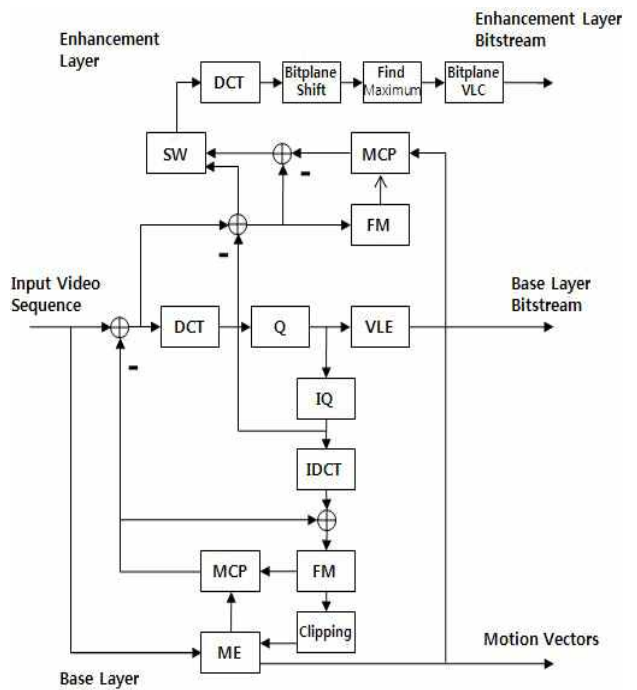 Enhancement
Layer
Enhancement Layer
Bitstream
DCT
Bitplane
Shift
Find
Maximum
Bitplane
VLC
SW
-
MCP
-
FM
Input Video
Sequence
Base Layer
Bitstream
DCT
Q
VLE
-
IQ
IDCT
MCP
FM
Clipping
ME
Motion Vectors
Base Layer